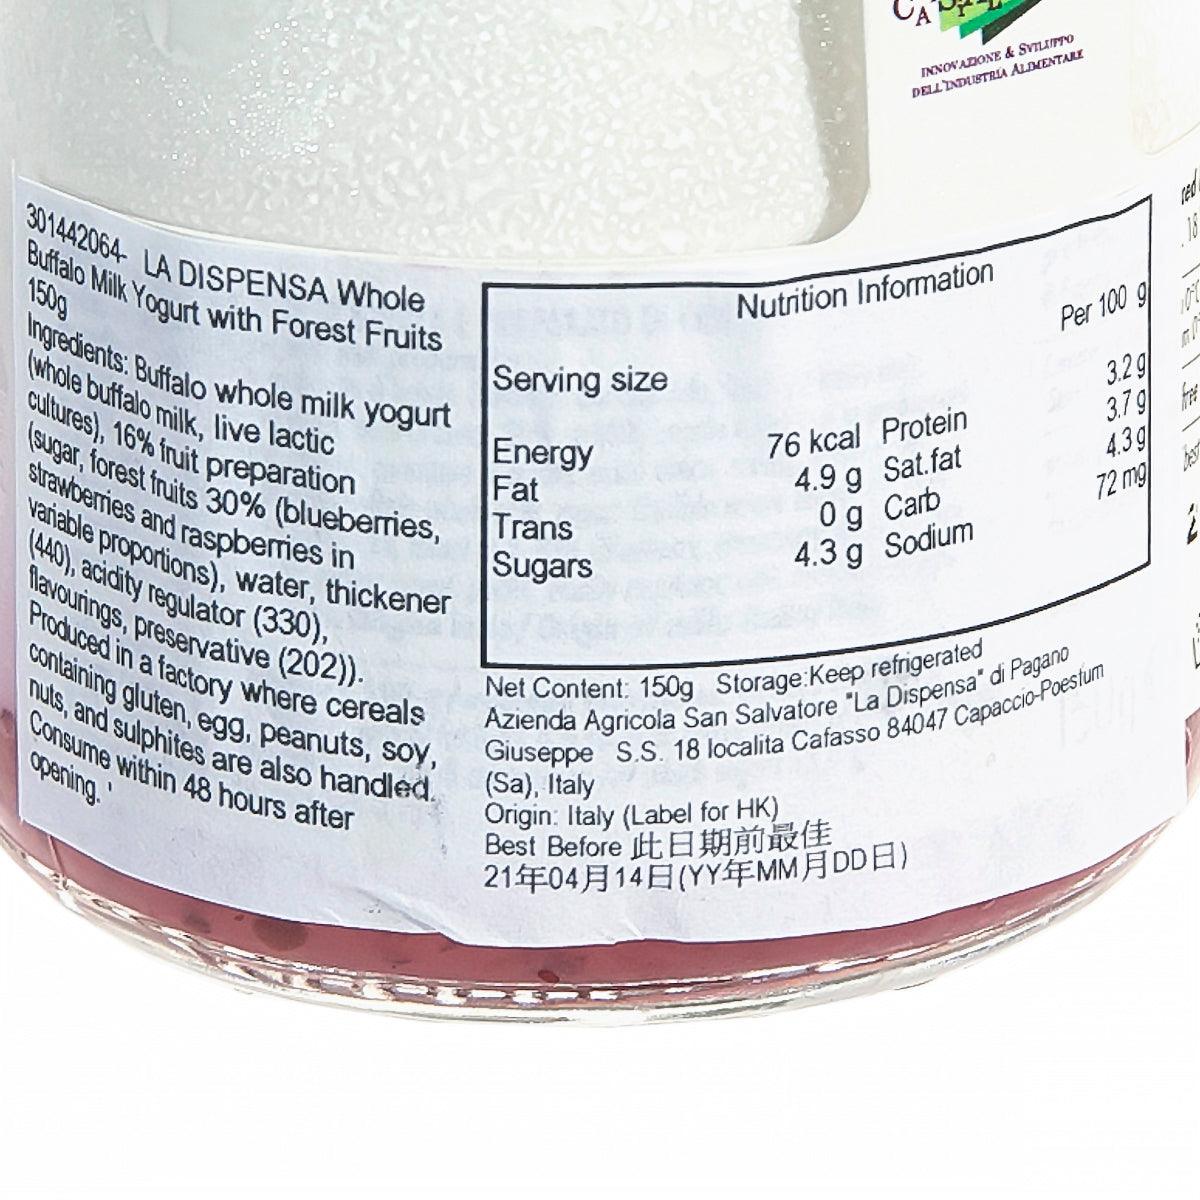 INNOVAZIONE & SVILUPPO
DELL'INDUSTRIA ALIMENTARE
301442064- LA DISPENSA Whole
Buffalo Milk Yogurt with Forest Fruits
150g
Ingredients: Buffalo whole milk yogurt
(whole buffalo milk, live lactic
cultures), 16% fruit preparation
(sugar, forest fruits 30% (blueberries,
strawberries and raspberries in
variable proportions), water, thickener
(440), acidity regulator (330),
flavourings, preservative (202)).
Produced in a factory where cereals
containing gluten, egg, peanuts, soy,
nuts, and sulphites are also handled.
Consume within 48 hours after
opening. '
Nutrition Information
Per 100 g
Serving size
Energy 76 kcal Protein 3.2 g
Fat 4.9 g Sat.fat 3.7 g
Trans 0 g Carb 4.3 g
Sugars 4.3 g Sodium 72 mg
Net Content: 150g Storage:Keep refrigerated
Azienda Agricola San Salvatore "La Dispensa" di Pagano
Giuseppe S.S. 18 localita Cafasso 84047 Capaccio-Poestum
(Sa), Italy
Origin: Italy (Label for HK)
Best Before 此日期前最佳
21年04月14日(YY年MM月DD日)